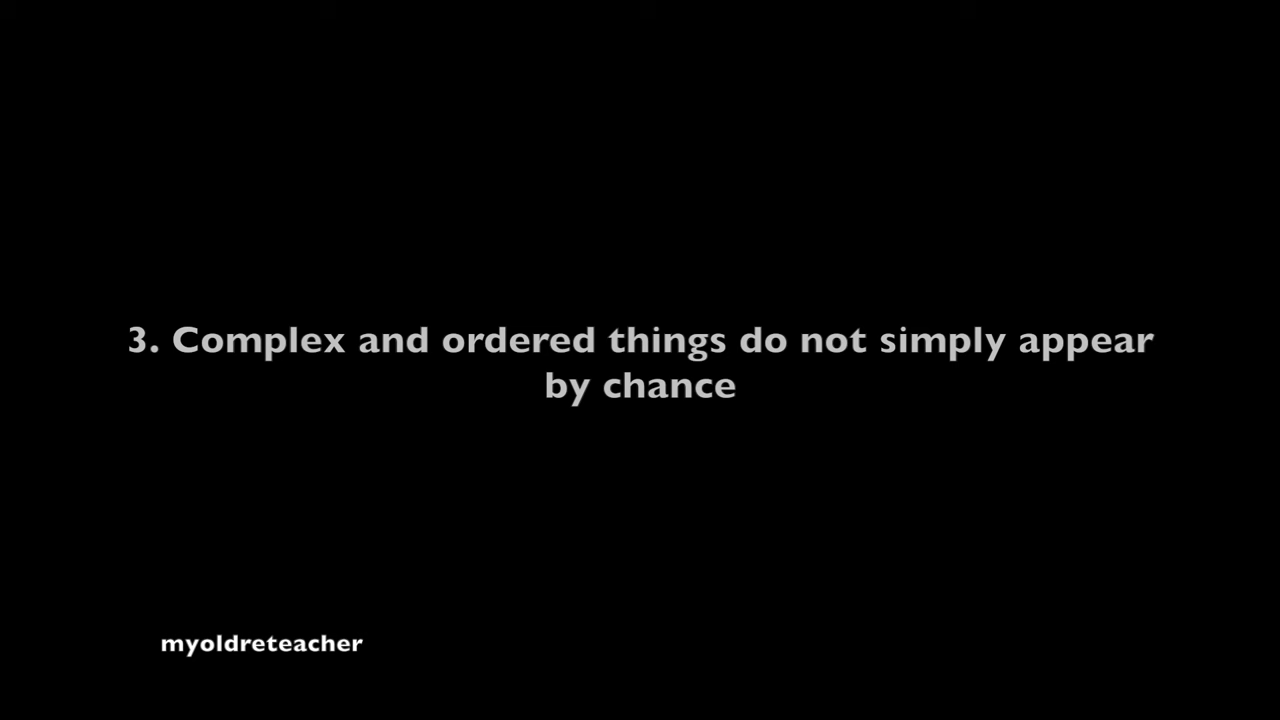 3. Complex and ordered things do not simply appear
by chance
myoldreteacher